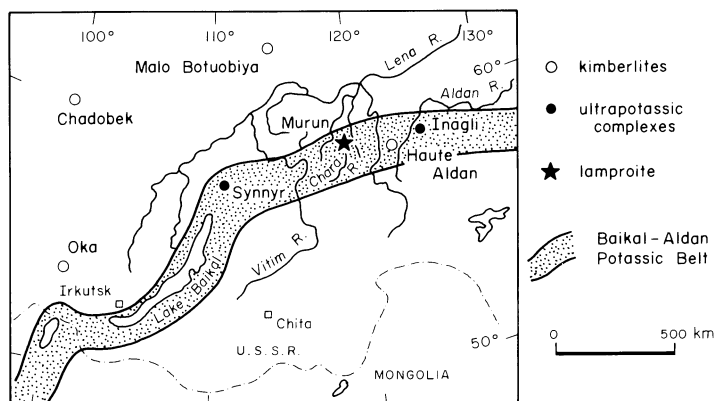 100°
110°
120°
130°
Malo Botuobiya
Lena R.
60°
Aldan
R.
Chadobek
Murun
Inagli
Haute
Aldan
Chara
R.
Synnyr
Oka
Irkutsk
Lake Baikal
Vitim R.
Chita
U.S.S.R.
50°
MONGOLIA
kimberlites
ultrapotassic
complexes
lamproite
Baikal-Aldan
Potassic Belt
0
500 km